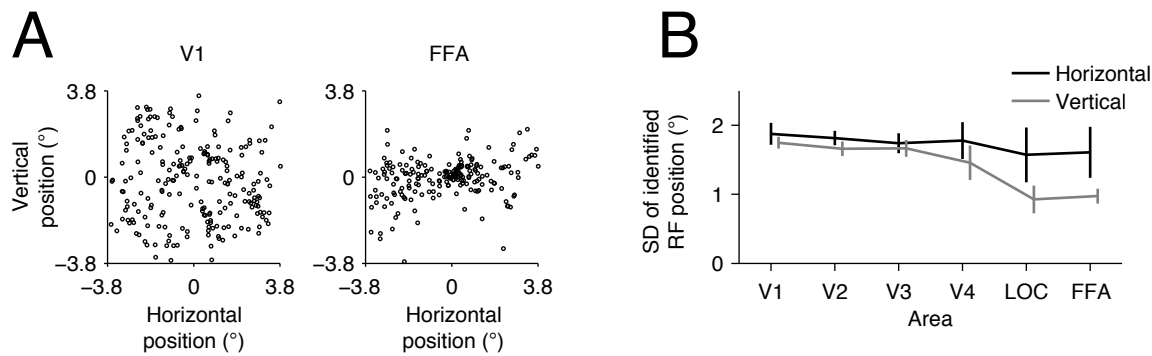 A
V1
FFA
3.8
0
−3.8
Vertical
position (°)
−3.8
0
3.8
Horizontal
position (°)
3.8
0
−3.8
−3.8
0
3.8
Horizontal
position (°)
B
Horizontal
Vertical
SD of identified
RF position (°)
2
1
0
V1
V2
V3
V4
LOC
FFA
Area